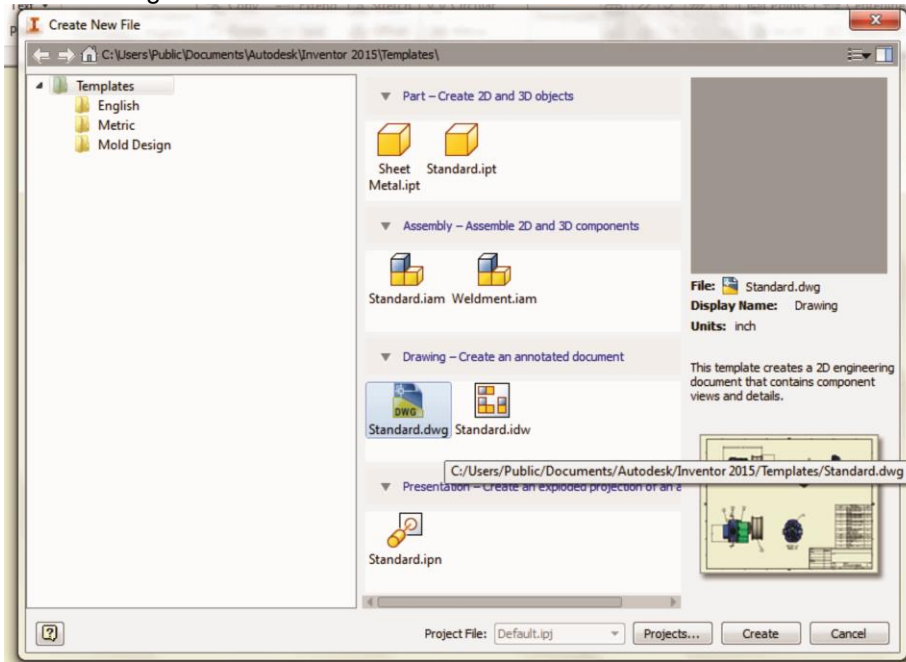 Create New File
C:\Users\Public\Documents\Autodesk\Inventor 2015\Templates\
Templates
English
Metric
Mold Design
Part – Create 2D and 3D objects
Sheet Metal.ipt
Standard.ipt
Assembly – Assemble 2D and 3D components
Standard.iam
Weldment.iam
Drawing – Create an annotated document
DWG
Standard.dwg
Standard.idw
C:/Users/Public/Documents/Autodesk/Inventor 2015/Templates/Standard.dwg
Presentation – Create an exploded projection of an a
Standard.ipn
File: Standard.dwg
Display Name: Drawing
Units: inch
This template creates a 2D engineering
document that contains component
views and details.
Project File: Default.ipj
Projects...
Create
Cancel